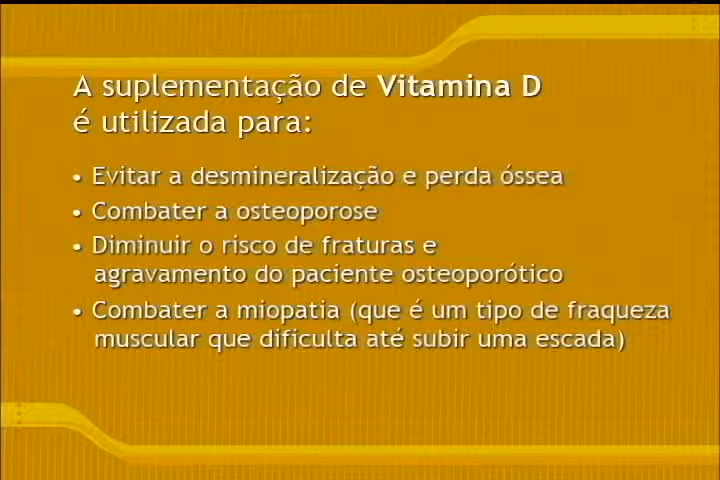 A suplementação de Vitamina D
é utilizada para:
• Evitar a desmineralização e perda óssea
• Combater a osteoporose
• Diminuir o risco de fraturas e
agravamento do paciente osteoporótico
• Combater a miopatia (que é um tipo de fraqueza
muscular que dificulta até subir uma escada)